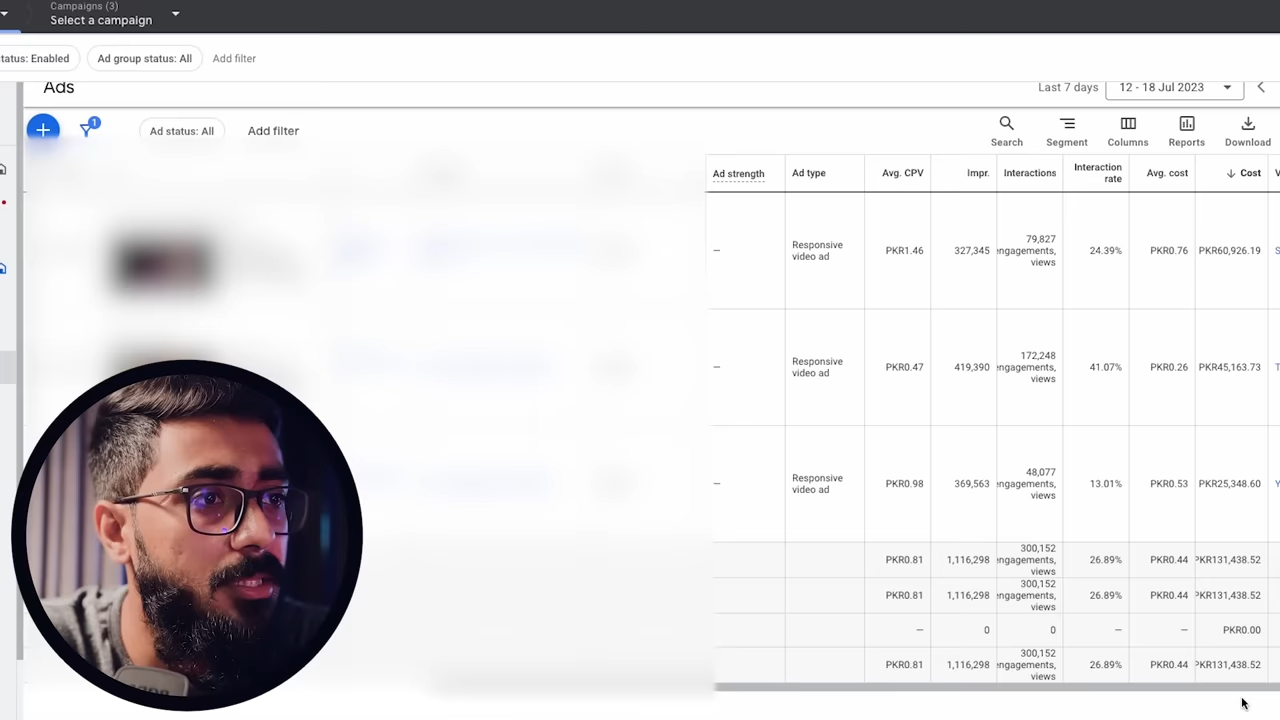 Campaigns (3)
Select a campaign
tatus: Enabled
Ad group status: All
Add filter
Ads
Last 7 days
12 - 18 Jul 2023
1
Ad status: All
Add filter
Search
Segment
Columns
Reports
Download
Ad strength
Ad type
Avg. CPV
Impr.
Interactions
Interaction
rate
Avg. cost
Cost
—
Responsive
video ad
PKR1.46
327,345
79,827
engagements,
views
24.39%
PKR0.76
PKR60,926.19
—
Responsive
video ad
PKR0.47
419,390
172,248
engagements,
views
41.07%
PKR0.26
PKR45,163.73
—
Responsive
video ad
PKR0.98
369,563
48,077
engagements,
views
13.01%
PKR0.53
PKR25,348.60
PKR0.81
1,116,298
300,152
engagements,
views
26.89%
PKR0.44
PKR131,438.52
PKR0.81
1,116,298
300,152
engagements,
views
26.89%
PKR0.44
PKR131,438.52
—
0
0
—
—
PKR0.00
PKR0.81
1,116,298
300,152
engagements,
views
26.89%
PKR0.44
PKR131,438.52